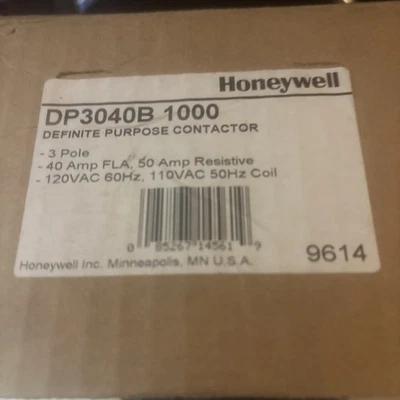 Honeywell
DP3040B 1000
DEFINITE PURPOSE CONTACTOR
- 3 Pole
- 40 Amp FLA, 50 Amp Resistive
- 120VAC 60Hz, 110VAC 50Hz Coil
0 85267 14561 9
Honeywell Inc. Minneapolis, MN U.S.A.
9614